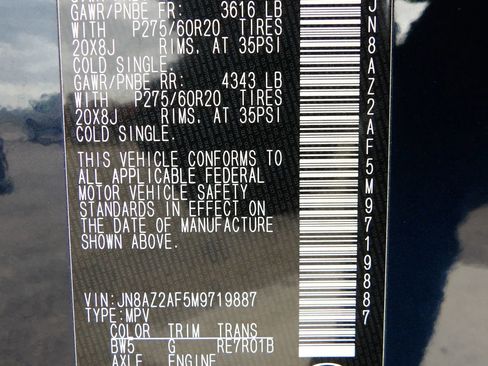 GAWR/PNBE FR: 3616 LB
WITH P275/60R20 TIRES
20X8J RIMS, AT 35PSI
COLD SINGLE.
GAWR/PNBE RR: 4343 LB
WITH P275/60R20 TIRES
20X8J RIMS, AT 35PSI
COLD SINGLE.
THIS VEHICLE CONFORMS TO
ALL APPLICABLE FEDERAL
MOTOR VEHICLE SAFETY
STANDARDS IN EFFECT ON
THE DATE OF MANUFACTURE
SHOWN ABOVE.
VIN:JN8AZ2AF5M9719887
TYPE:MPV
COLOR TRIM TRANS
BW5 G RE7R01B
AXLE ENGINE
JN8AZ2AF5M9719887